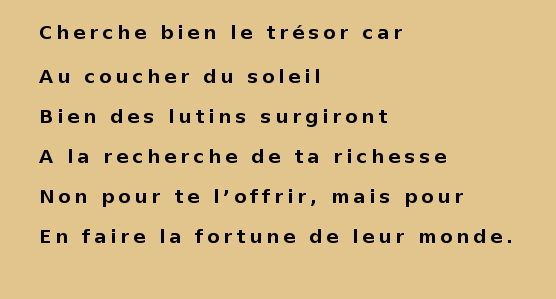 Cherche bien le trésor car
Au coucher du soleil
Bien des lutins surgiront
A la recherche de ta richesse
Non pour te l’offrir, mais pour
En faire la fortune de leur monde.